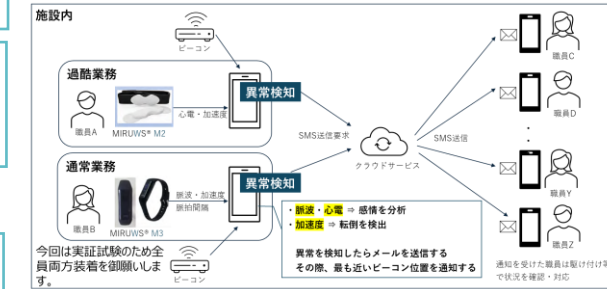 施設内
ビーコン
過酷業務
異常検知
心電・加速度
職員A
MIRUWS® M2
通常業務
異常検知
脈波・加速度
脈拍間隔
職員B
MIRUWS® M3
今回は実証試験のため全
員両方装着を御願いしま
す。
ビーコン
SMS送信要求
クラウドサービス
SMS送信
・脈波・心電 ⇒ 感情を分析
・加速度 ⇒ 転倒を検出
異常を検知したらメールを送信する
その際、最も近いビーコン位置を通知する
職員C
職員D
職員Y
職員Z
通知を受けた職員は駆け付け等
で状況を確認・対応